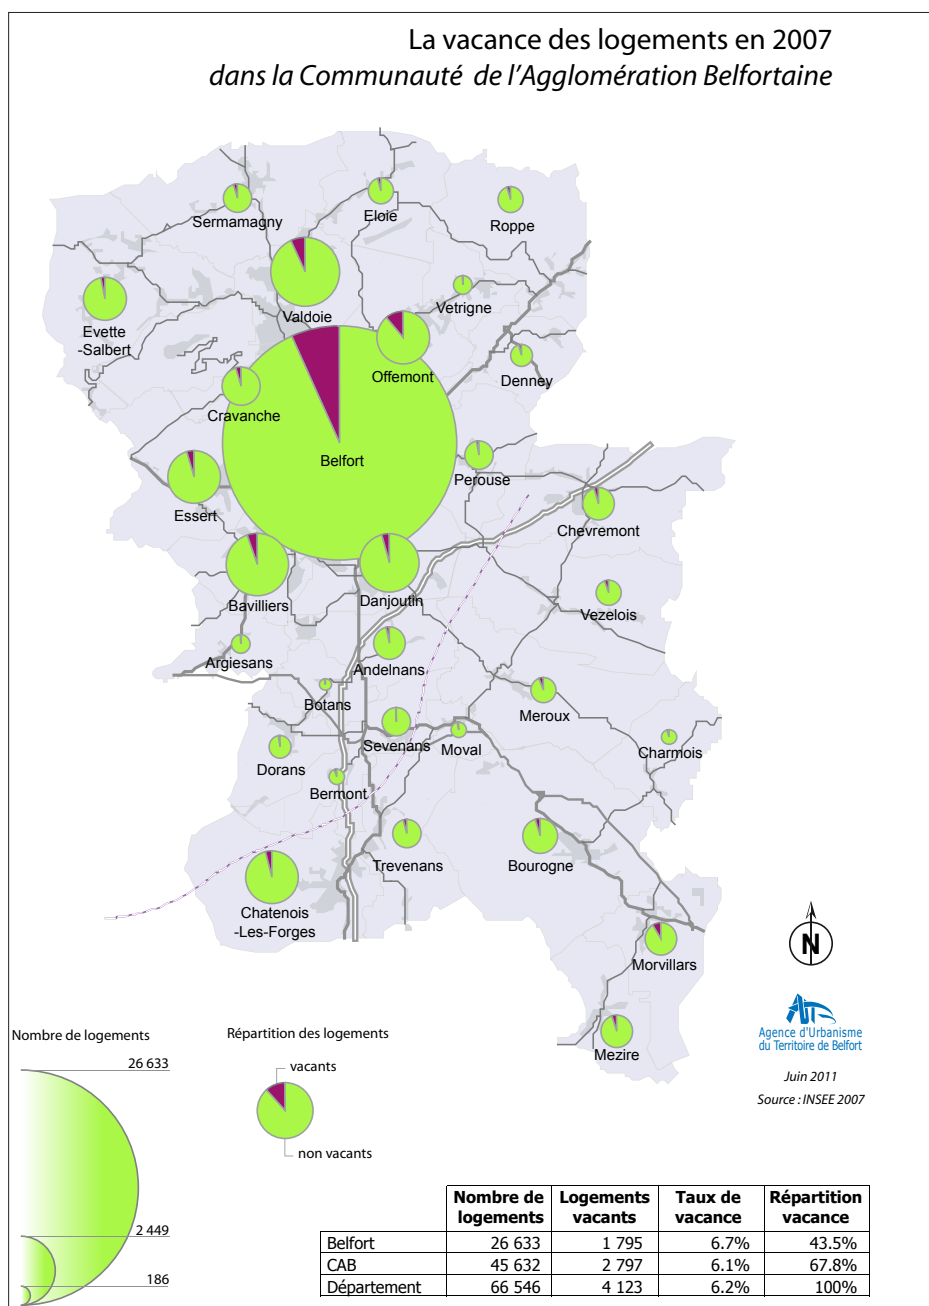 La vacance des logements en 2007
dans la Communauté de l'Agglomération Belfortaine
Sermamagny
Eloie
Roppe
Valdoie
Vetrigne
Evette
-Salbert
Offemont
Denney
Cravanche
Belfort
Perouse
Essert
Chevremont
Bavilliers
Danjoutin
Vezelois
Argiesans
Andelnans
Botans
Meroux
Sevenans
Moval
Charmois
Dorans
Bermont
Trevenans
Bourogne
Chatenois
-Les-Forges
Morvillars
Mezire
N
Agence d'Urbanisme
du Territoire de Belfort
Juin 2011
Source : INSEE 2007
Nombre de logements
26 633
2 449
186
Répartition des logements
vacants
non vacants
Nombre de logements Logements vacants Taux de vacance Répartition vacance
Belfort 26 633 1 795 6.7% 43.5%
CAB 45 632 2 797 6.1% 67.8%
Département 66 546 4 123 6.2% 100%